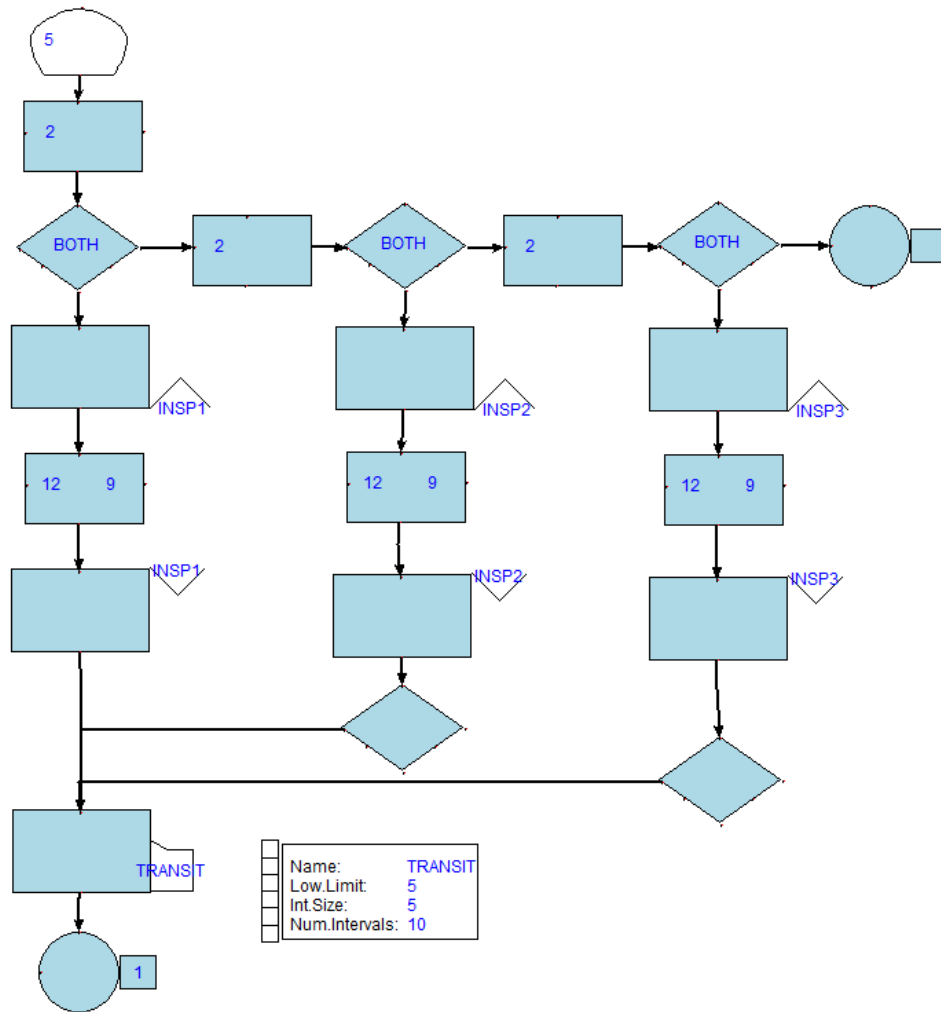 5
2
BOTH 2 BOTH 2 BOTH
INSP1 INSP2 INSP3
12 9 12 9 12 9
INSP1 INSP2 INSP3
TRANSIT
Name: TRANSIT
Low.Limit: 5
Int.Size: 5
Num.Intervals: 10
1